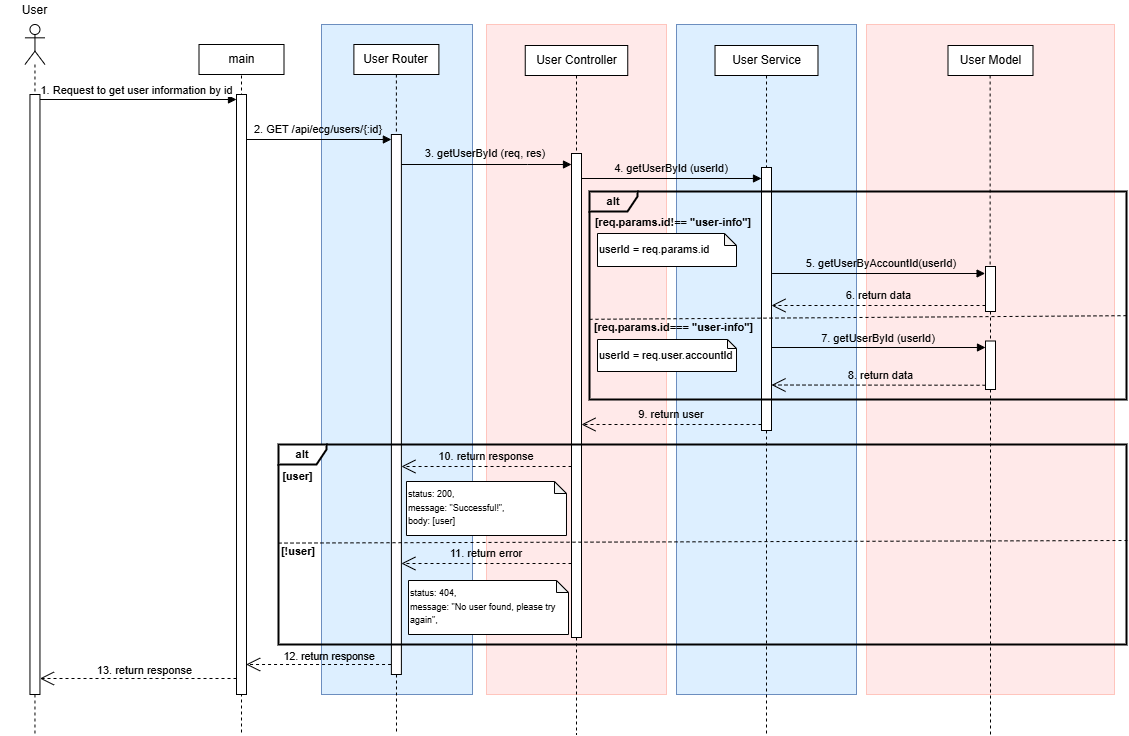 User
main
User Router
User Controller
User Service
User Model
1. Request to get user information by id
2. GET /api/ecg/users/{:id}
3. getUserById (req, res)
4. getUserById (userId)
alt
[req.params.id!== "user-info"]
userId = req.params.id
5. getUserByAccountId(userId)
6. return data
[req.params.id=== "user-info"]
7. getUserById (userId)
userId = req.user.accountId
8. return data
9. return user
alt
10. return response
[user]
status: 200,
message: "Successful!",
body: [user]
[!user]
11. return error
status: 404,
message: "No user found, please try
again",
12. return response
13. return response